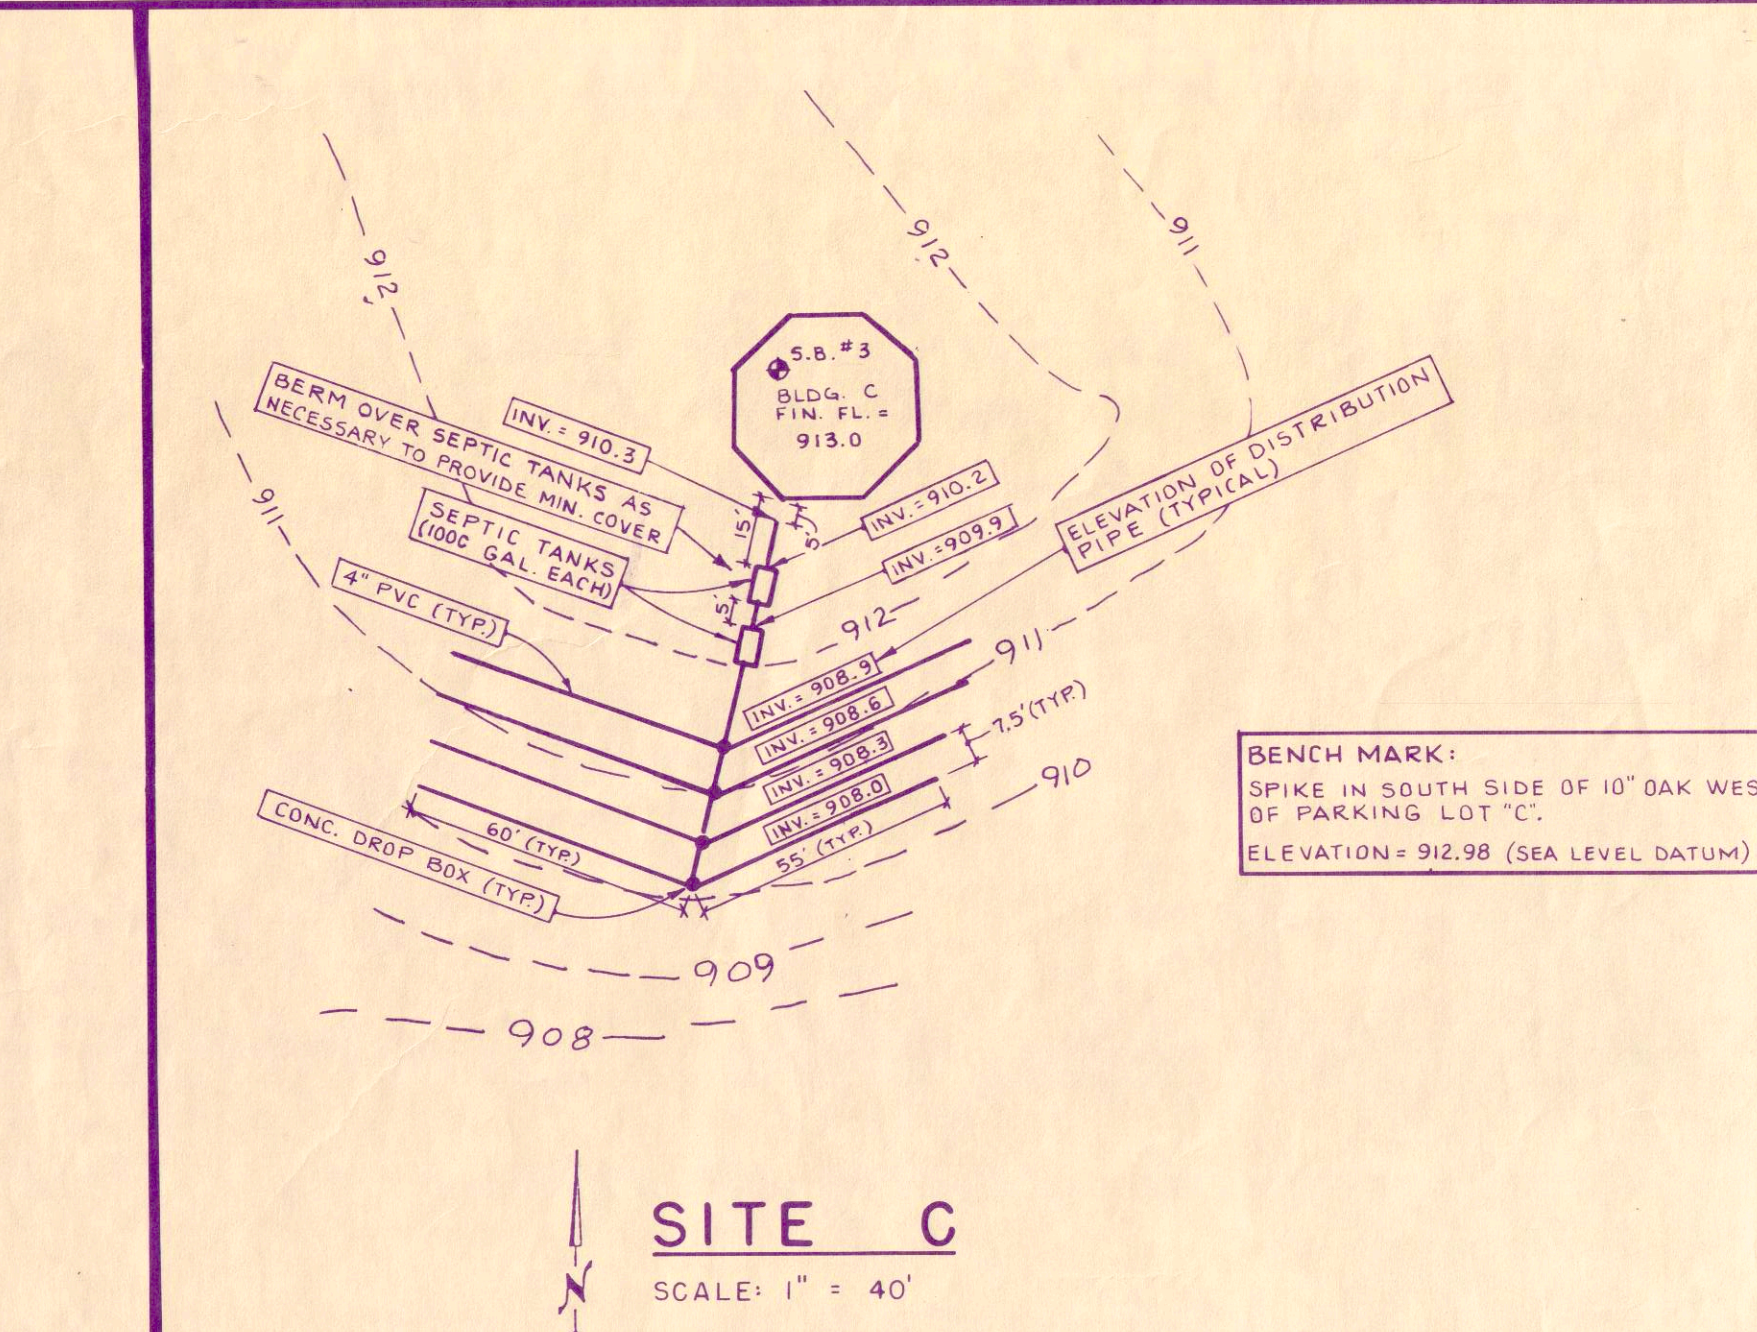 912
912
911
S.B. #3
BLDG. C
FIN. FL. =
913.0
BERM OVER SEPTIC TANKS AS
NECESSARY TO PROVIDE MIN. COVER
INV. = 910.3
INV. = 910.2
ELEVATION OF DISTRIBUTION
PIPE (TYPICAL)
911
SEPTIC TANKS
(1000 GAL. EACH)
15'
5'
INV. = 909.9
4" PVC (TYP.)
5'
912
911
INV. = 908.9
INV. = 908.6
INV. = 908.3
INV. = 908.0
7.5' (TYP.)
910
BENCH MARK:
SPIKE IN SOUTH SIDE OF 10" OAK WES
OF PARKING LOT "C".
ELEVATION = 912.98 (SEA LEVEL DATUM)
CONC. DROP BOX (TYP.)
60' (TYP.)
55' (TYP.)
909
908
N
SITE C
SCALE: 1" = 40'